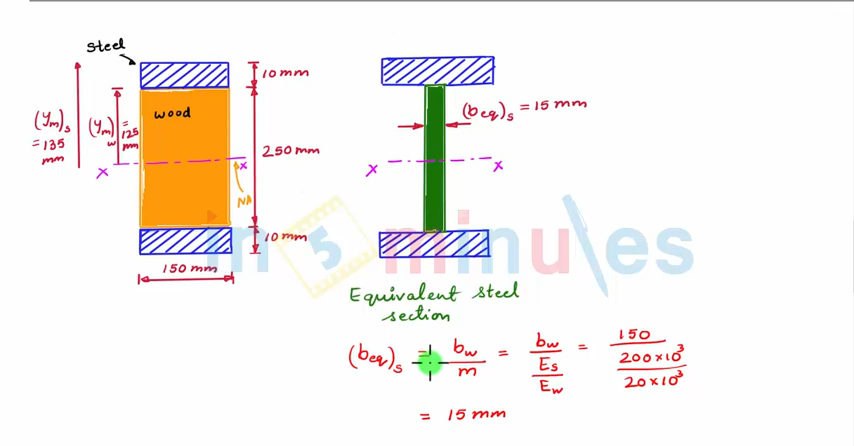 steel
10 mm
wood
(ym)s = 135 mm
(ym)w = 125 mm
250 mm
x x
NA
10 mm
150 mm
(beq)s = 15 mm
x x
m 5 minutes
Equivalent steel
section
(beq)s = bw/m = bw/(Es/Ew) = 150/(200×10³/20×10³)
= 15 mm